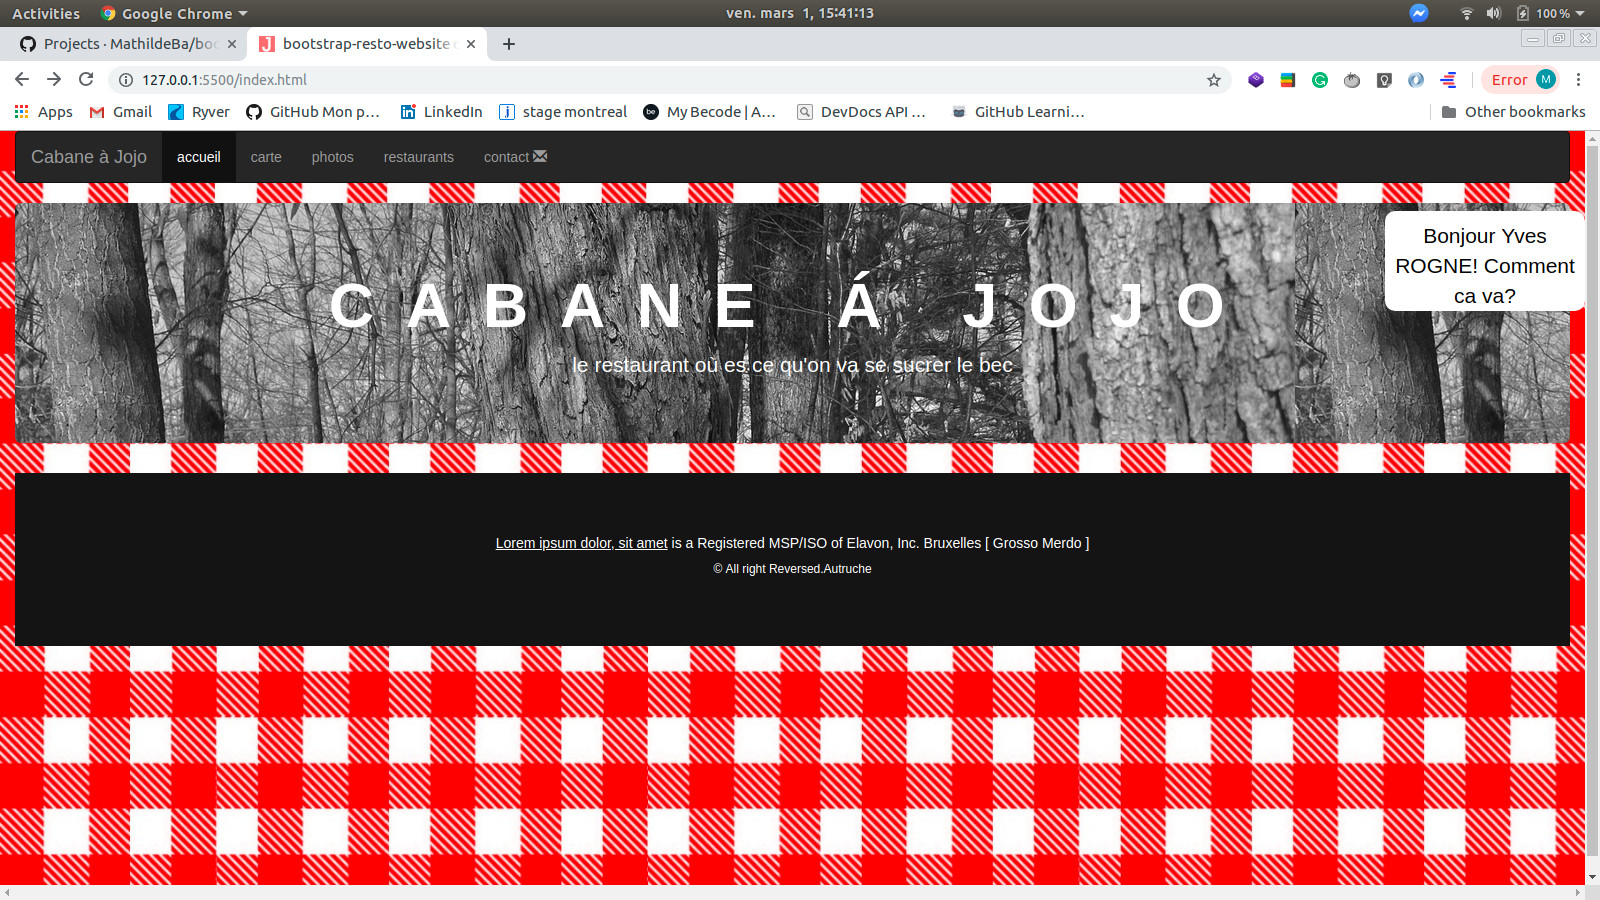 Activities Google Chrome ven. mars 1, 15:41:13 100 %
Projects · MathildeBa/boo bootstrap-resto-website
127.0.0.1:5500/index.html Error M
Apps Gmail Ryver GitHub Mon p… LinkedIn stage montreal My Becode | A… DevDocs API … GitHub Learni… Other bookmarks
Cabane à Jojo accueil carte photos restaurants contact
Bonjour Yves
ROGNE! Comment
ca va?
CABANE Á JOJO
le restaurant où es ce qu'on va se sucrer le bec
Lorem ipsum dolor, sit amet is a Registered MSP/ISO of Elavon, Inc. Bruxelles [ Grosso Merdo ]
© All right Reversed.Autruche